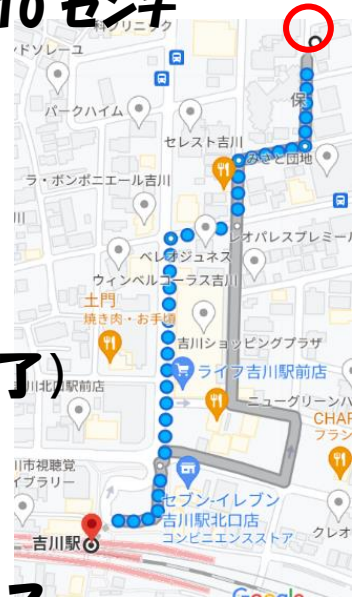 10 センチ
クリニック
ンドソレーユ
パークハイム
保
セレスト吉川
みさと団地
ラ・ボンボニエール吉川
レオパレスプレミール
ベレオジュネス
ウィンベルコーラス吉川
土門
焼き肉・お手頃
吉川ショッピングプラザ
了)
ライフ吉川駅前店
川北口駅前店
ニューグリーンハ
CHAF
フラン
川市視聴覚
イブラリー
セブン-イレブン
吉川駅北口店
コンビニエンスストア
クレオ
吉川駅
Google